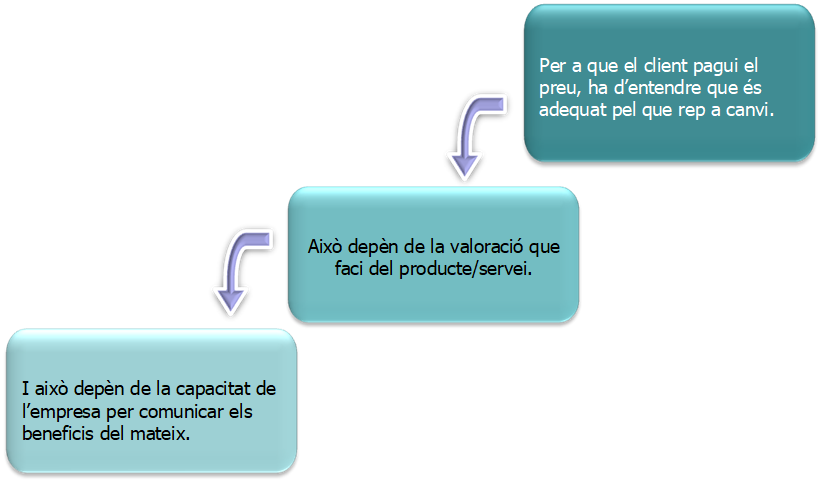 Per a que el client pagui el
preu, ha d’entendre que és
adequat pel que rep a canvi.
Això depèn de la valoració que
faci del producte/servei.
I això depèn de la capacitat de
l’empresa per comunicar els
beneficis del mateix.